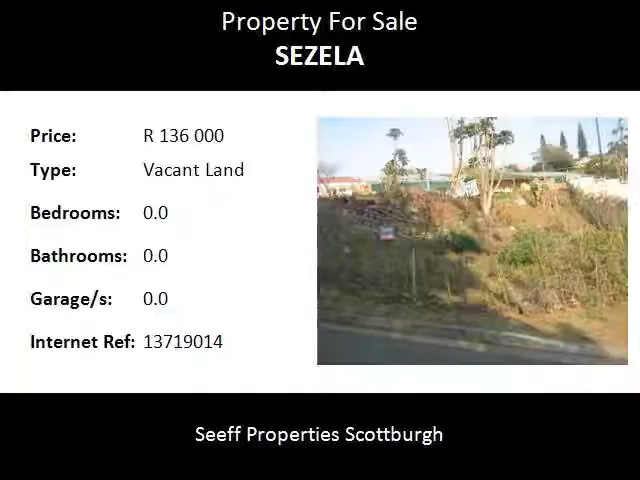 Property For Sale
SEZELA
Price: R 136 000
Type: Vacant Land
Bedrooms: 0.0
Bathrooms: 0.0
Garage/s: 0.0
Internet Ref: 13719014
Seeff Properties Scottburgh